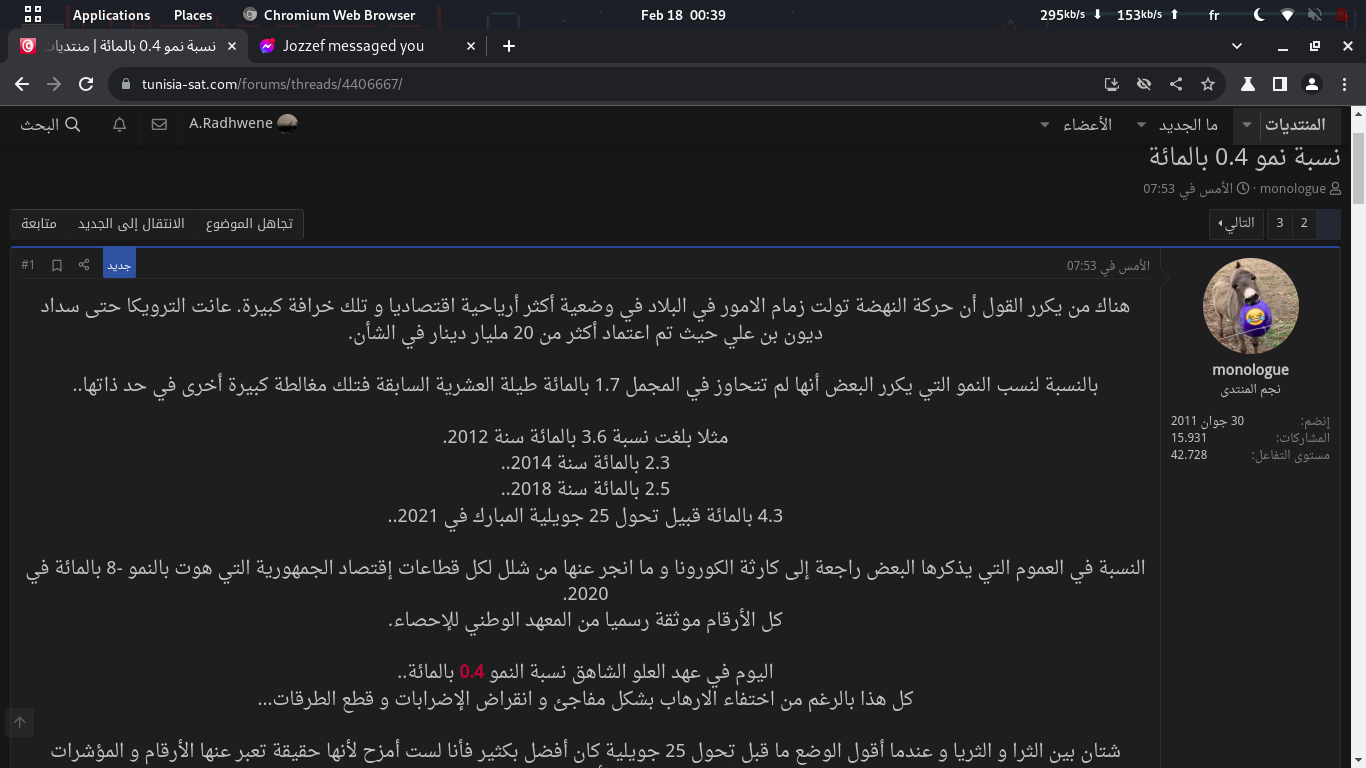 Applications Places Chromium Web Browser Feb 18 00:39 295kb/s 153kb/s fr
نسبة نمو 0.4 بالمائة | منتديات Jozzef messaged you
tunisia-sat.com/forums/threads/4406667/
المنتديات ما الجديد الأعضاء A.Radhwene البحث
نسبة نمو 0.4 بالمائة
monologue · الأمس في 07:53
2 3 التالي
تجاهل الموضوع الانتقال إلى الجديد متابعة
الأمس في 07:53 جديد #1
monologue
نجم المنتدى
إنضم: 30 جوان 2011
المشاركات: 15.931
مستوى التفاعل: 42.728
هناك من يكرر القول أن حركة النهضة تولت زمام الامور في البلاد في وضعية أكثر أرياحية اقتصاديا و تلك خرافة كبيرة. عانت الترويكا حتى سداد
ديون بن علي حيث تم اعتماد أكثر من 20 مليار دينار في الشأن.
بالنسبة لنسب النمو التي يكرر البعض أنها لم تتحاوز في المجمل 1.7 بالمائة طيلة العشرية السابقة فتلك مغالطة كبيرة أخرى في حد ذاتها..
مثلا بلغت نسبة 3.6 بالمائة سنة 2012.
2.3 بالمائة سنة 2014..
2.5 بالمائة سنة 2018..
4.3 بالمائة قبيل تحول 25 جويلية المبارك في 2021..
النسبة في العموم التي يذكرها البعض راجعة إلى كارثة الكورونا و ما انجر عنها من شلل لكل قطاعات إقتصاد الجمهورية التي هوت بالنمو -8 بالمائة في
2020.
كل الأرقام موثقة رسميا من المعهد الوطني للإحصاء.
اليوم في عهد العلو الشاهق نسبة النمو 0.4 بالمائة..
كل هذا بالرغم من اختفاء الارهاب بشكل مفاجئ و انقراض الإضرابات و قطع الطرقات...
شتان بين الثرا و الثريا و عندما أقول الوضع ما قبل تحول 25 جويلية كان أفضل بكثير فأنا لست أمزح لأنها حقيقة تعبر عنها الأرقام و المؤشرات